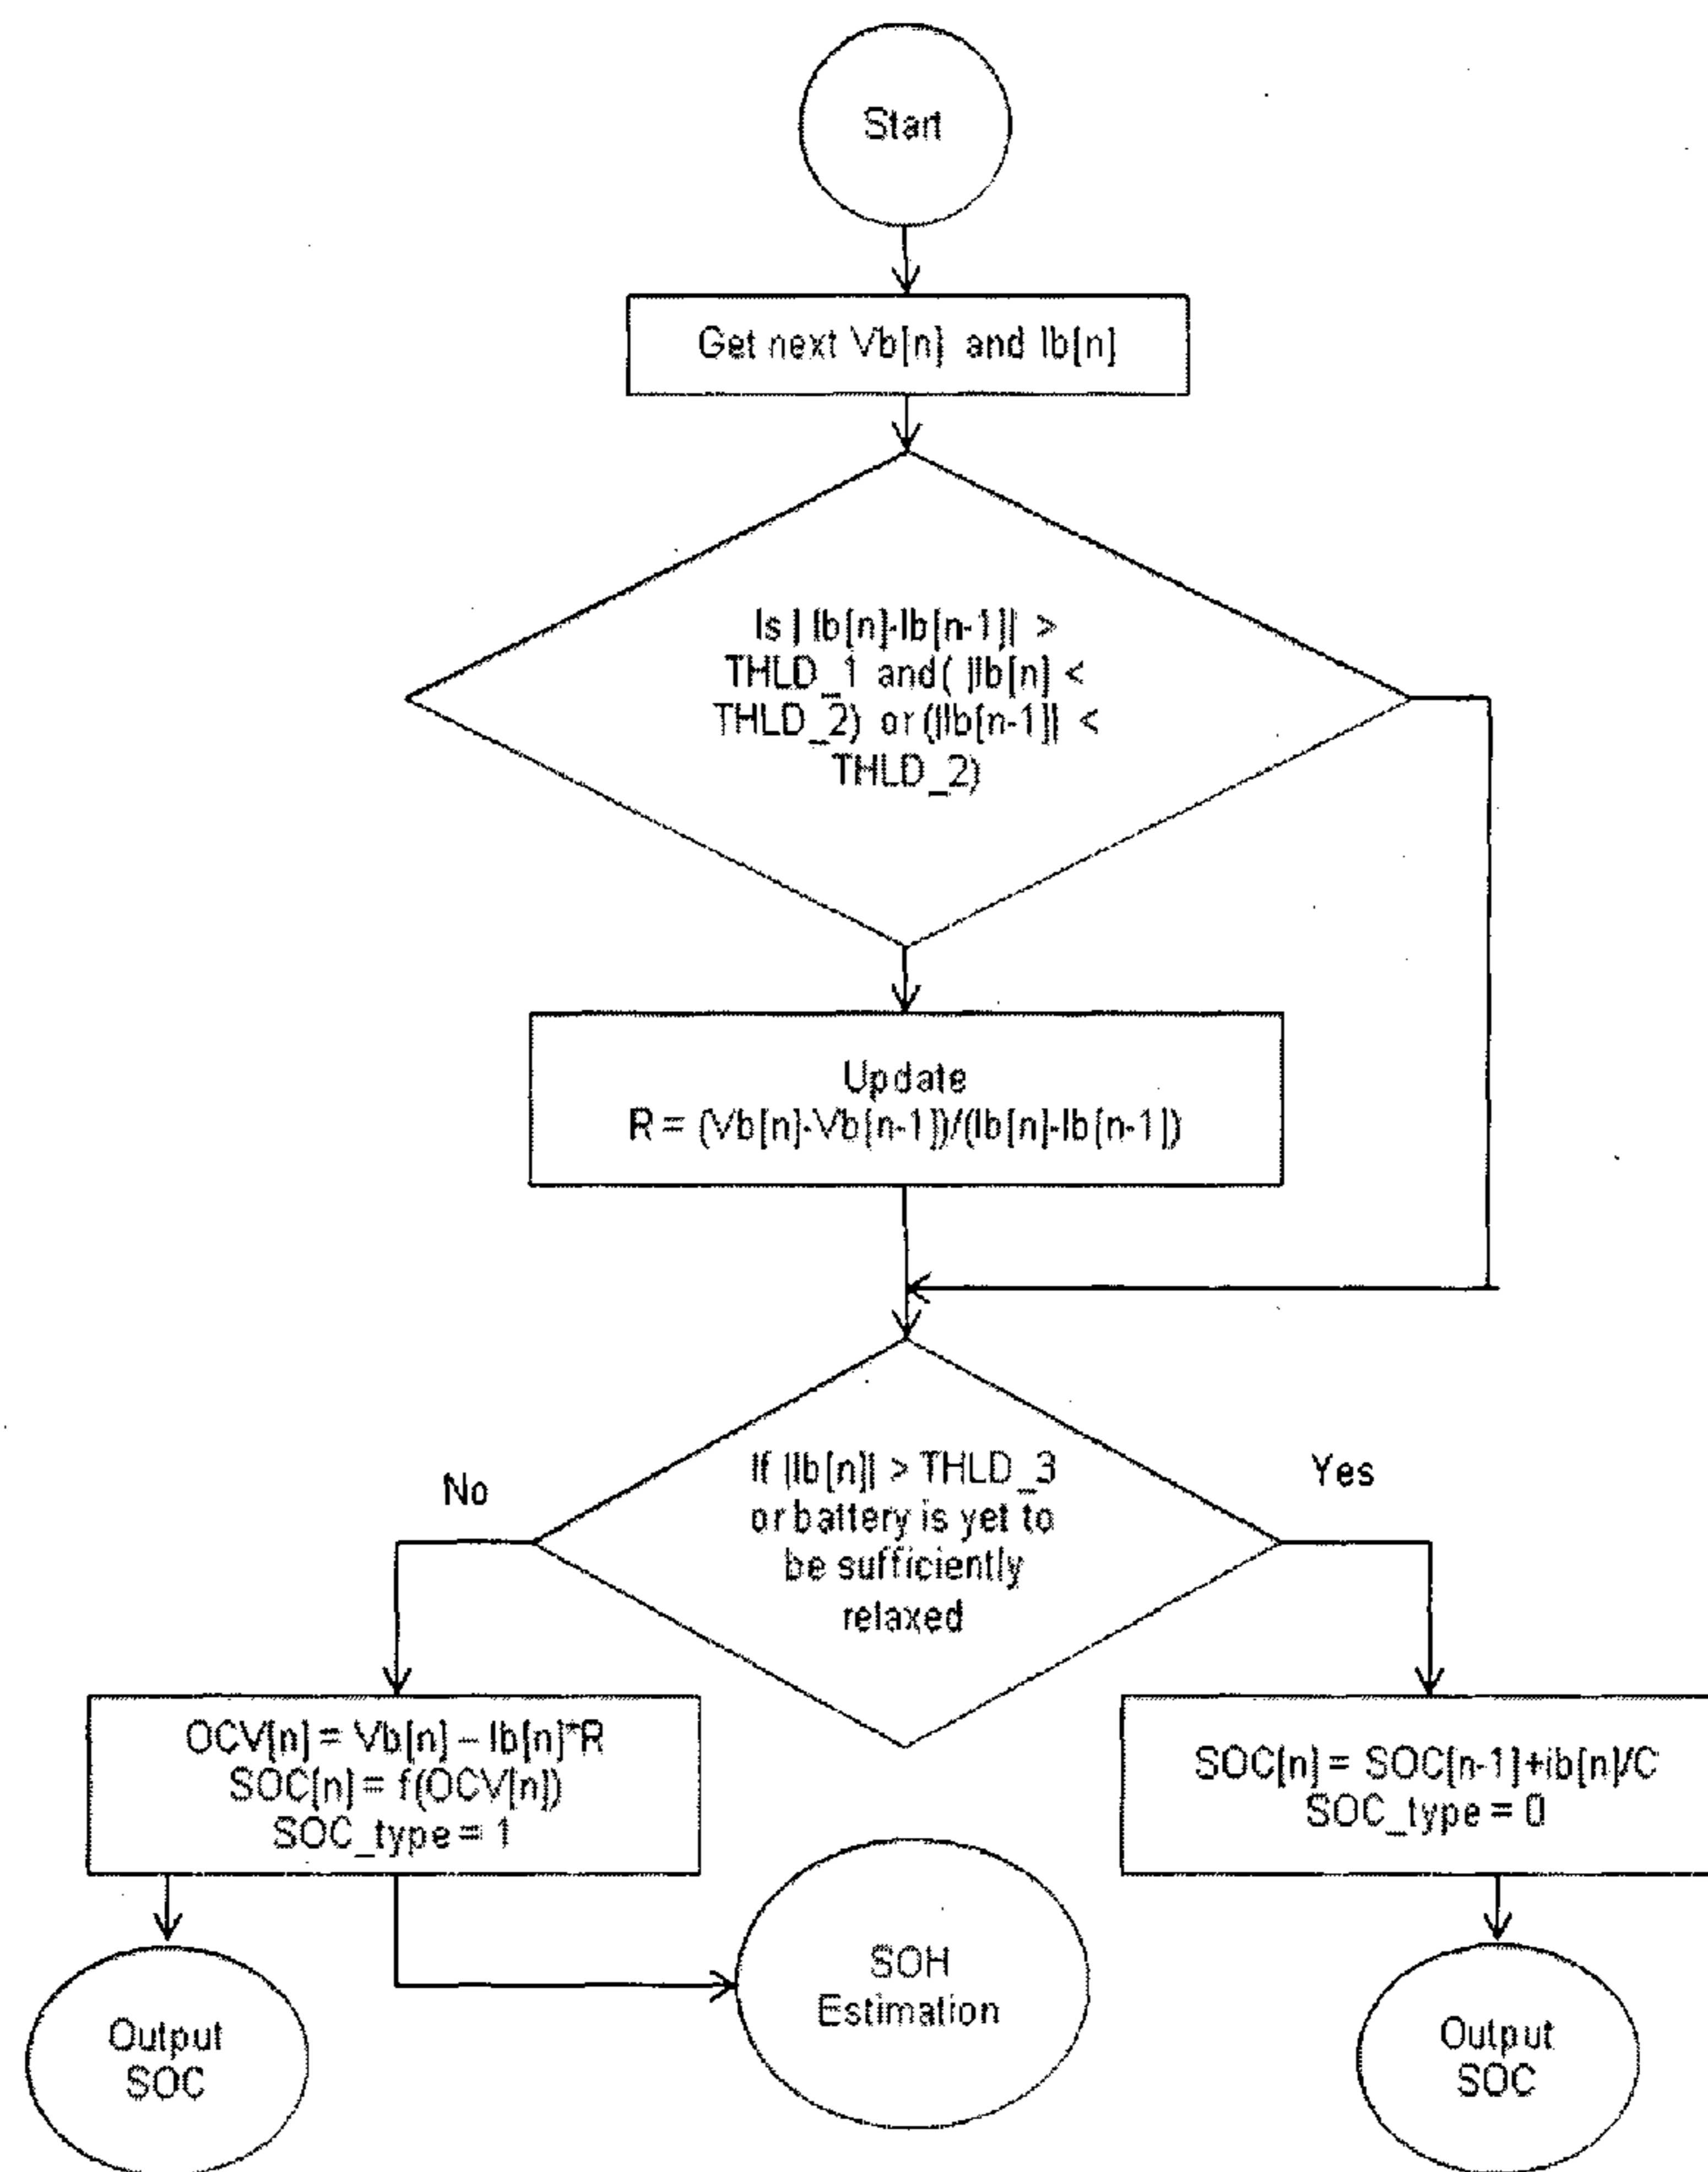 Start
Get next Vb[n] and Ib[n]
Is | Ib[n]-Ib[n-1]| >
THLD_1 and( |Ib[n] <
THLD_2) or (|Ib[n-1]| <
THLD_2)
Update
R = (Vb[n]-Vb[n-1])/(Ib[n]-Ib[n-1])
If |Ib[n]| > THLD_3
or battery is yet to
be sufficiently
relaxed
No
Yes
OCV[n] = Vb[n] – Ib[n]*R
SOC[n] = f(OCV[n])
SOC_type = 1
SOC[n] = SOC[n-1]+ib[n]/C
SOC_type = 0
SOH
Estimation
Output
SOC
Output
SOC